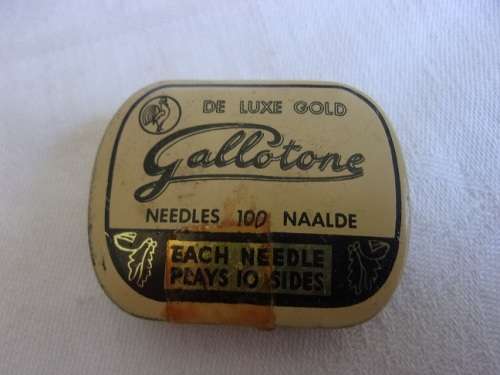 DE LUXE GOLD
Gallotone
NEEDLES 100 NAALDE
EACH NEEDLE
PLAYS 10 SIDES